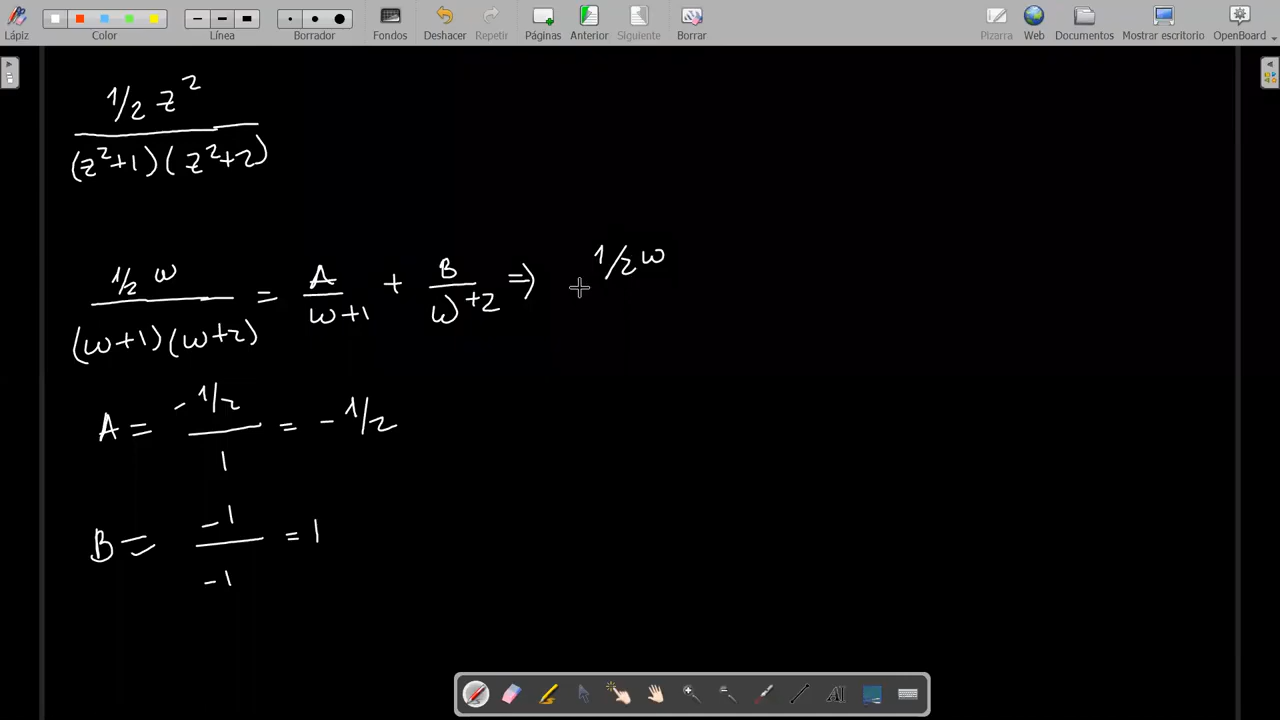 Lápiz Color Línea Borrador Fondos Deshacer Repetir Páginas Anterior Siguiente Borrar Pizarra Web Documentos Mostrar escritorio OpenBoard
1/2 z²
(z²+1)(z²+2)
1/2 ω / (ω+1)(ω+2) = A / ω+1 + B / ω+2 ⇒ 1/2 ω
A = -1/2 / 1 = -1/2
B = -1 / -1 = 1